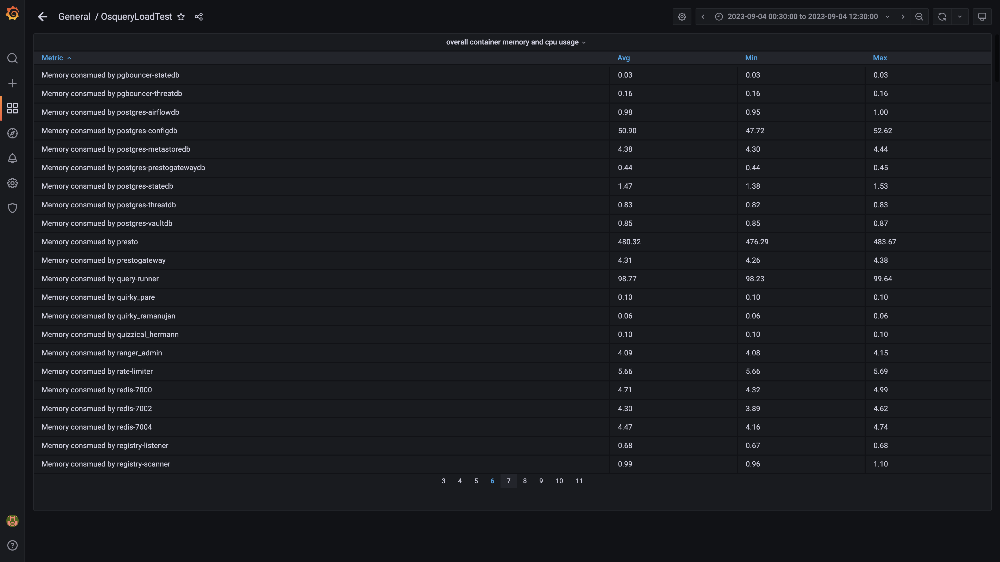 General / OsqueryLoadTest
2023-09-04 00:30:00 to 2023-09-04 12:30:00
overall container memory and cpu usage
Metric Avg Min Max
Memory consmued by pgbouncer-statedb 0.03 0.03 0.03
Memory consmued by pgbouncer-threatdb 0.16 0.16 0.16
Memory consmued by postgres-airflowdb 0.98 0.95 1.00
Memory consmued by postgres-configdb 50.90 47.72 52.62
Memory consmued by postgres-metastoredb 4.38 4.30 4.44
Memory consmued by postgres-prestogatewaydb 0.44 0.44 0.45
Memory consmued by postgres-statedb 1.47 1.38 1.53
Memory consmued by postgres-threatdb 0.83 0.82 0.83
Memory consmued by postgres-vaultdb 0.85 0.85 0.87
Memory consmued by presto 480.32 476.29 483.67
Memory consmued by prestogateway 4.31 4.26 4.38
Memory consmued by query-runner 98.77 98.23 99.64
Memory consmued by quirky_pare 0.10 0.10 0.10
Memory consmued by quirky_ramanujan 0.06 0.06 0.06
Memory consmued by quizzical_hermann 0.10 0.10 0.10
Memory consmued by ranger_admin 4.09 4.08 4.15
Memory consmued by rate-limiter 5.66 5.66 5.69
Memory consmued by redis-7000 4.71 4.32 4.99
Memory consmued by redis-7002 4.30 3.89 4.62
Memory consmued by redis-7004 4.47 4.16 4.74
Memory consmued by registry-listener 0.68 0.67 0.68
Memory consmued by registry-scanner 0.99 0.96 1.10
3 4 5 6 7 8 9 10 11